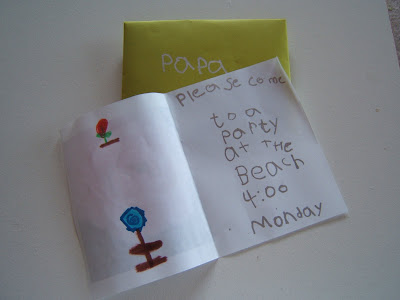 Papa
Please come
to a
party
at the
Beach
4:00
Monday